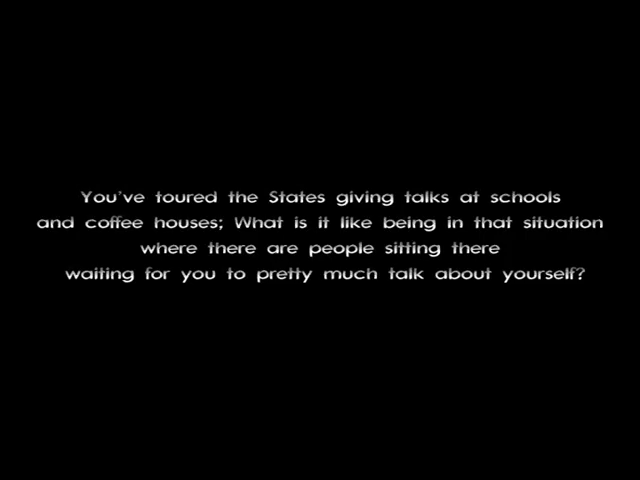 You've toured the States giving talks at schools
and coffee houses; What is it like being in that situation
where there are people sitting there
waiting for you to pretty much talk about yourself?